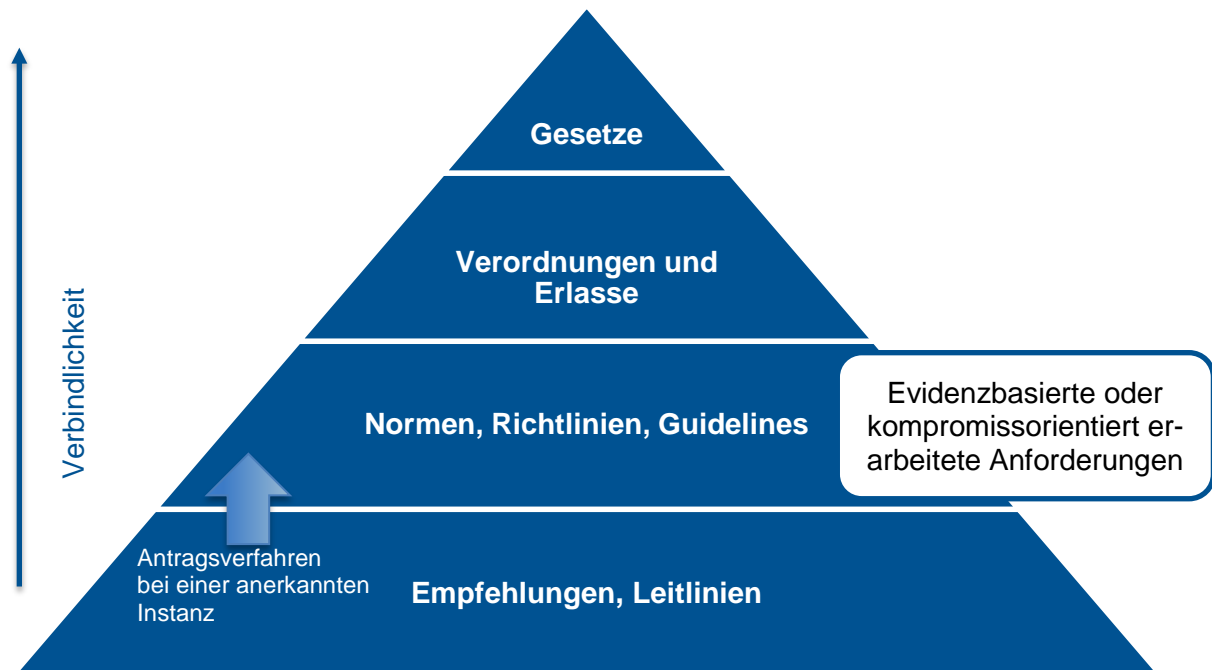 Gesetze
Verordnungen und
Erlasse
Verbindlichkeit
Normen, Richtlinien, Guidelines
Evidenzbasierte oder
kompromissorientiert er-
arbeitete Anforderungen
Antragsverfahren
bei einer anerkannten
Instanz
Empfehlungen, Leitlinien